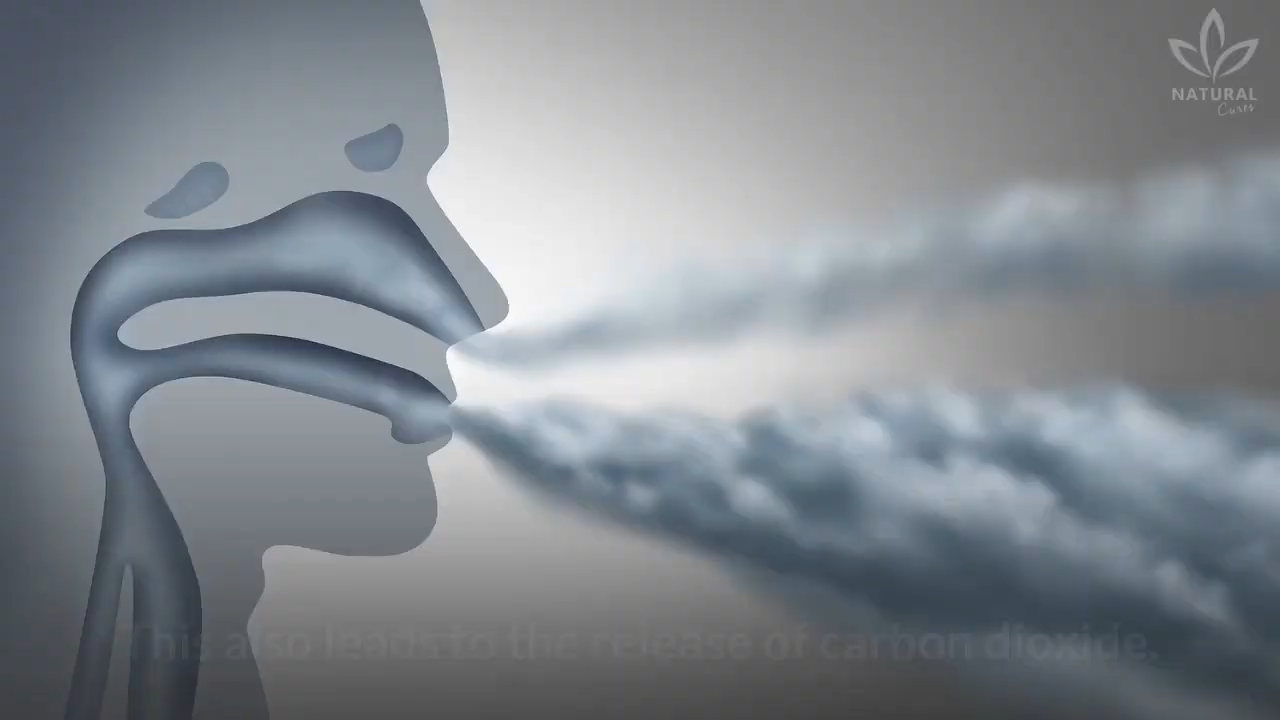 NATURAL
Cures
This also leads to the release of carbon dioxide.